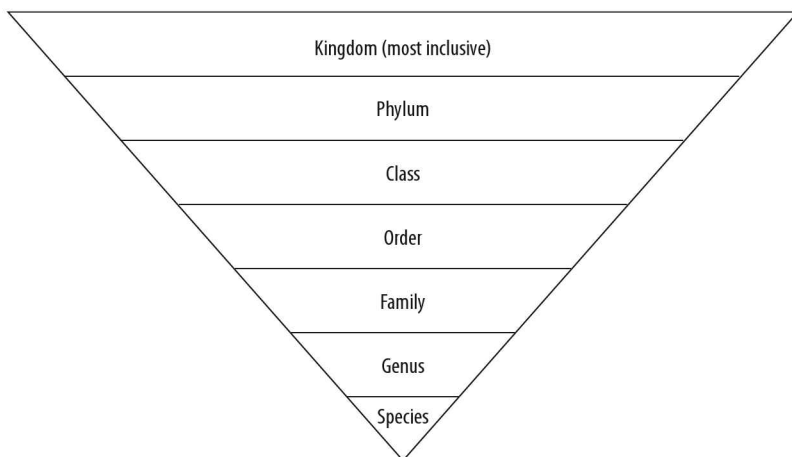 Kingdom (most inclusive)
Phylum
Class
Order
Family
Genus
Species